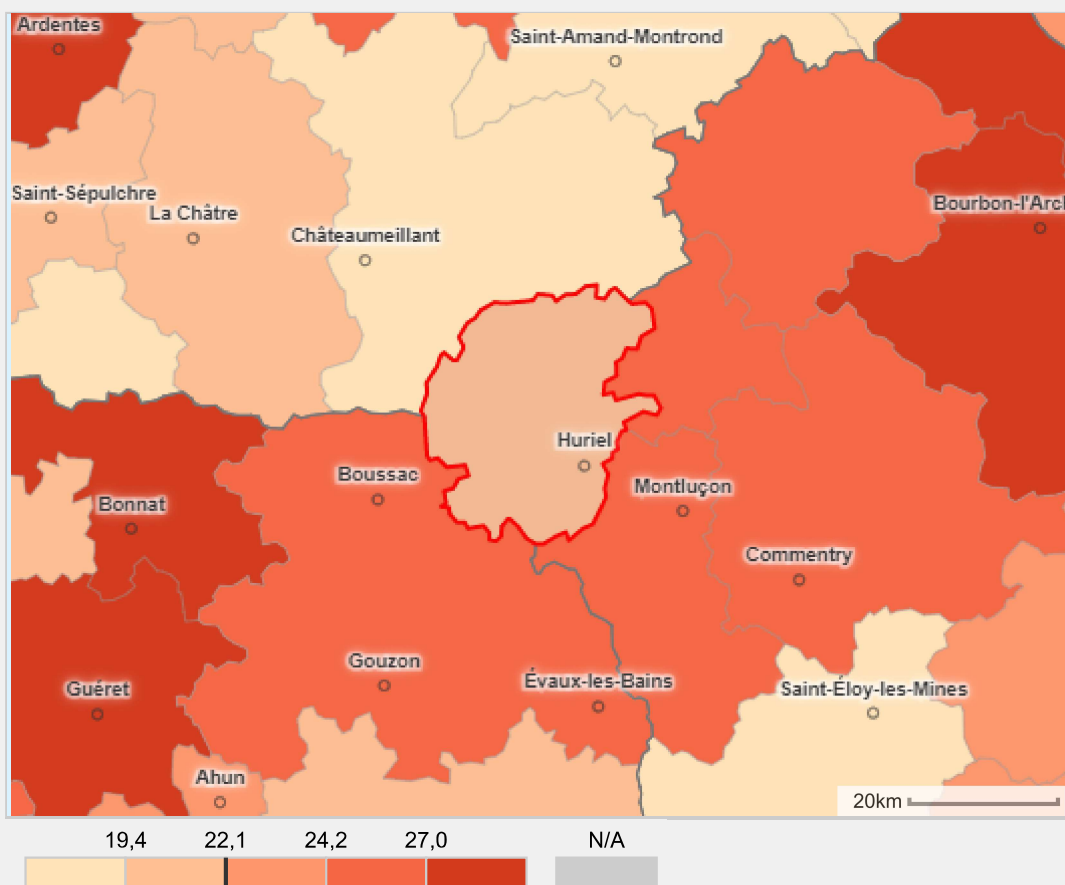 Ardentes
Saint-Amand-Montrond
Saint-Sépulchre
La Châtre
Bourbon-l'Arc
Châteaumeillant
Huriel
Boussac
Montluçon
Bonnat
Commentry
Gouzon
Évaux-les-Bains
Guéret
Saint-Éloy-les-Mines
Ahun
20km
19,4 22,1 24,2 27,0 N/A